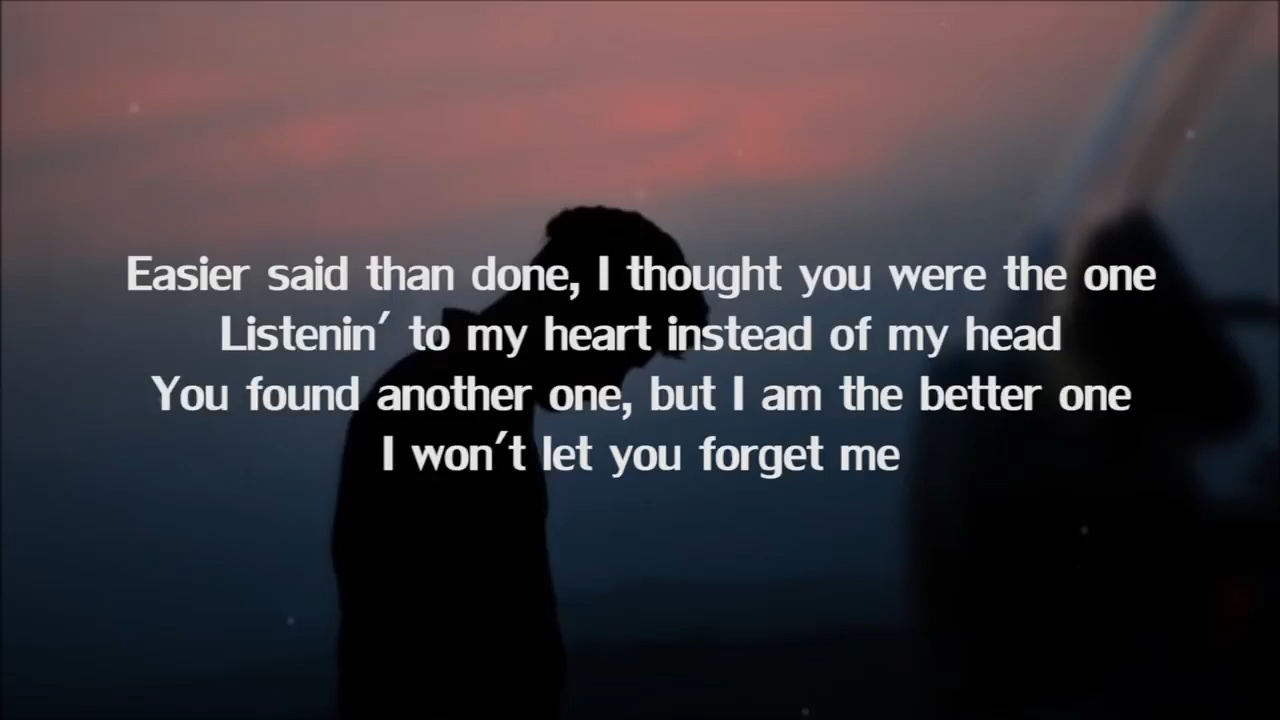 Easier said than done, I thought you were the one
Listenin' to my heart instead of my head
You found another one, but I am the better one
I won't let you forget me